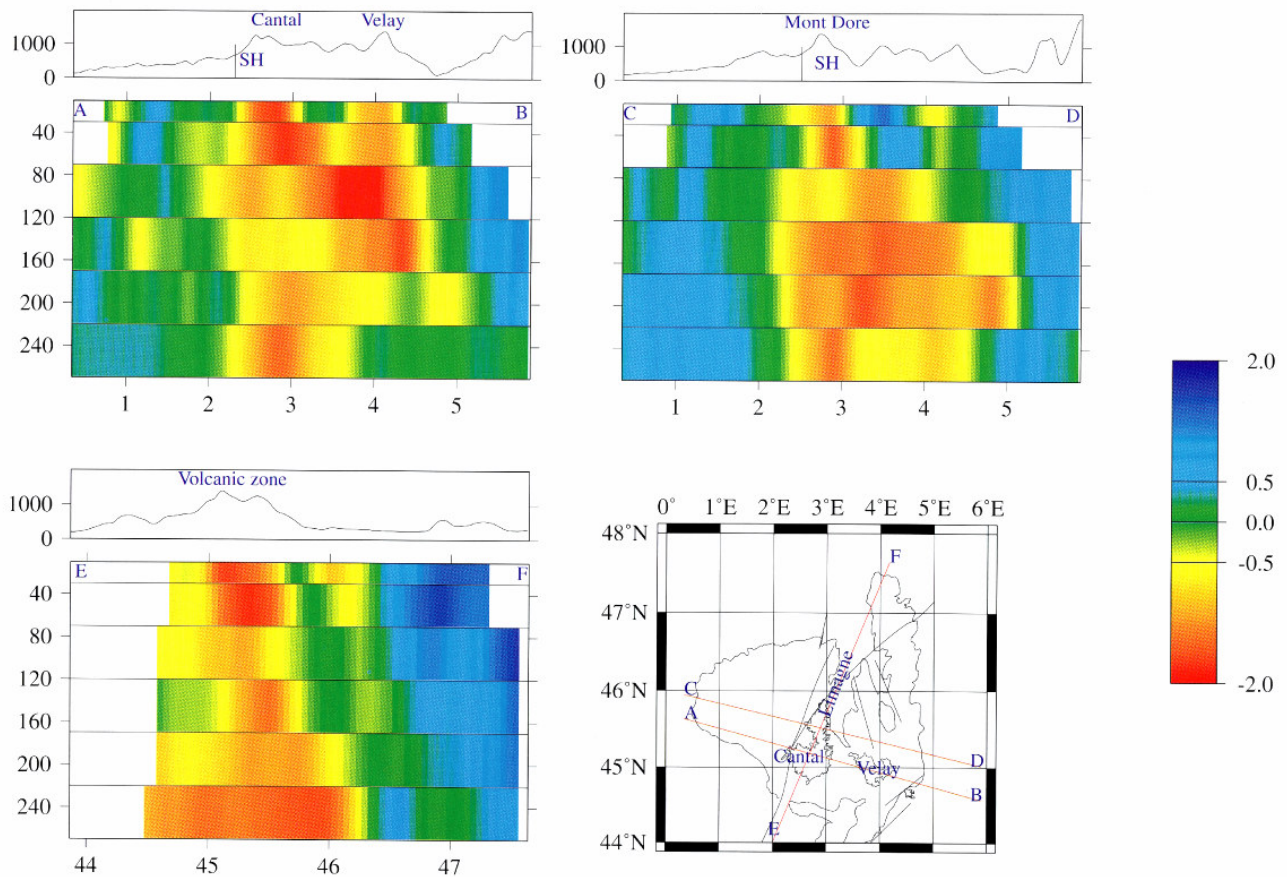 Cantal Velay
1000
0
SH
A B
40
80
120
160
200
240
1 2 3 4 5
Mont Dore
1000
0
SH
C D
1 2 3 4 5
2.0
0.5
0.0
-0.5
-2.0
Volcanic zone
1000
0
E F
40
80
120
160
200
240
44 45 46 47
0˚ 1˚E 2˚E 3˚E 4˚E 5˚E 6˚E
48˚N
47˚N
46˚N
45˚N
44˚N
F
Limagne
C
A
Cantal Velay
D
B
E